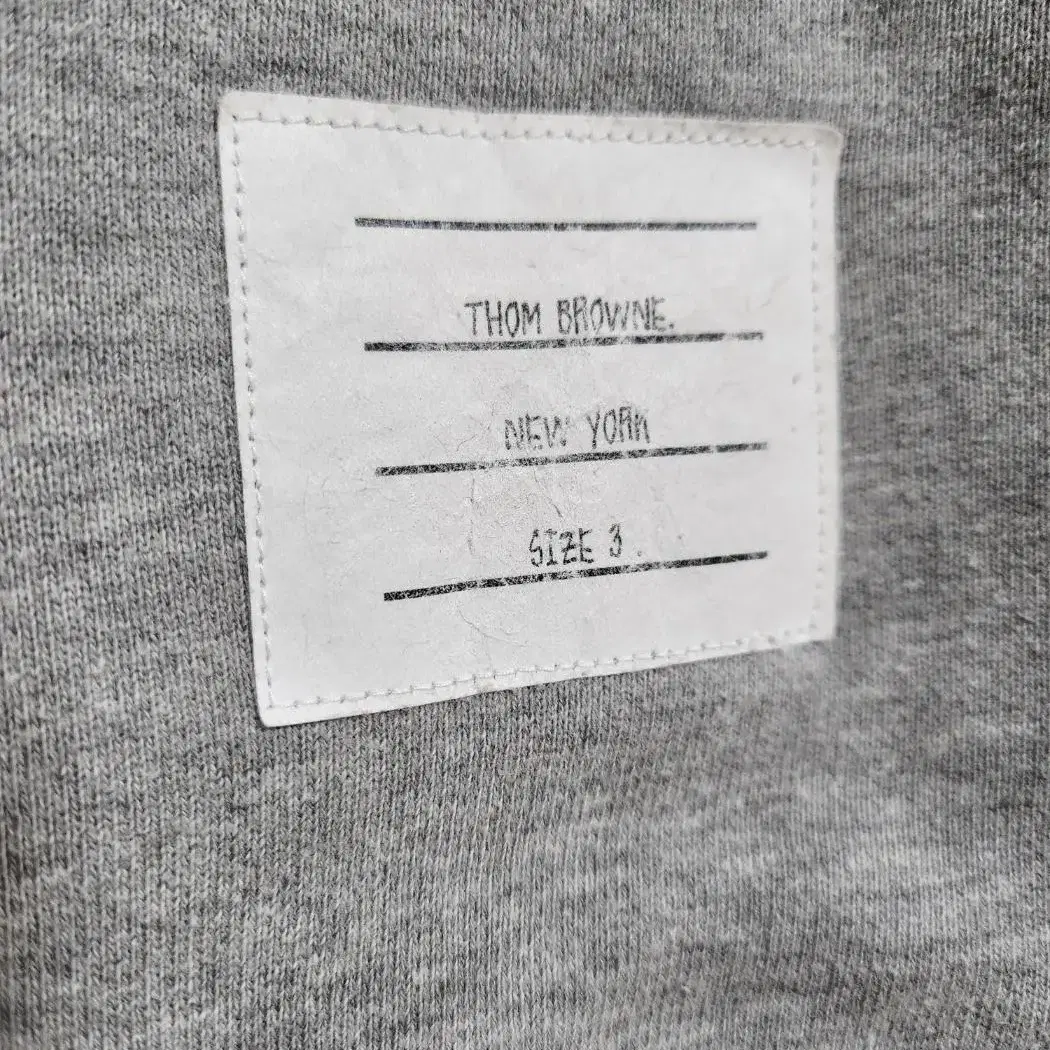 THOM BROWNE.
NEW YORK
SIZE 3.